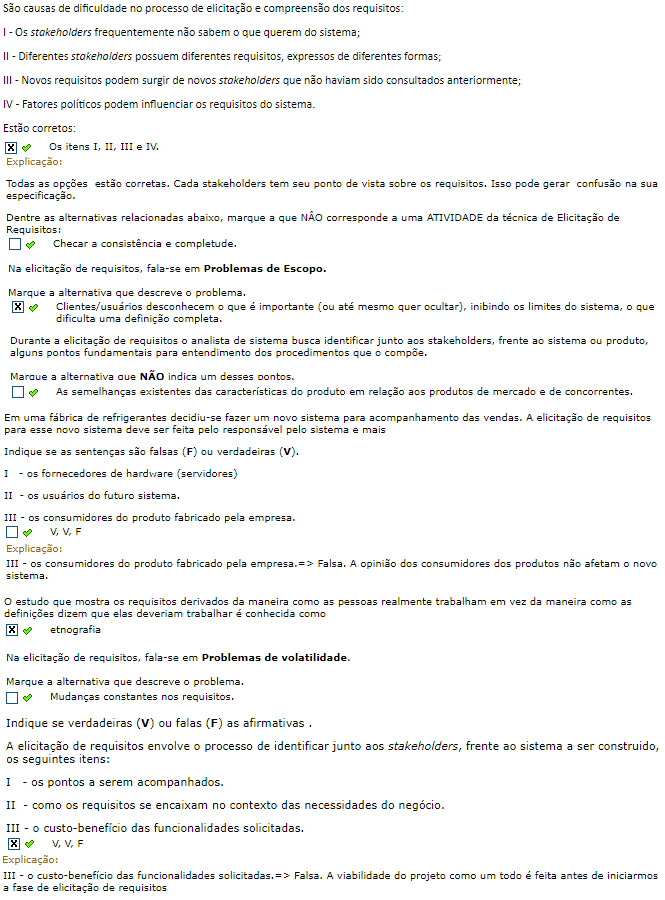 São causas de dificuldade no processo de elicitação e compreensão dos requisitos:
I - Os stakeholders frequentemente não sabem o que querem do sistema;
II - Diferentes stakeholders possuem diferentes requisitos, expressos de diferentes formas;
III - Novos requisitos podem surgir de novos stakeholders que não haviam sido consultados anteriormente;
IV - Fatores políticos podem influenciar os requisitos do sistema.
Estão corretos:
Os itens I, II, III e IV.
Explicação:
Todas as opções estão corretas. Cada stakeholders tem seu ponto de vista sobre os requisitos. Isso pode gerar confusão na sua
especificação.
Dentre as alternativas relacionadas abaixo, marque a que NÂO corresponde a uma ATIVIDADE da técnica de Elicitação de
Requisitos:
Checar a consistência e completude.
Na elicitação de requisitos, fala-se em Problemas de Escopo.
Marque a alternativa que descreve o problema.
Clientes/usuários desconhecem o que é importante (ou até mesmo quer ocultar), inibindo os limites do sistema, o que
dificulta uma definição completa.
Durante a elicitação de requisitos o analista de sistema busca identificar junto aos stakeholders, frente ao sistema ou produto,
alguns pontos fundamentais para entendimento dos procedimentos que o compõe.
Marque a alternativa que NÃO indica um desses pontos.
As semelhanças existentes das características do produto em relação aos produtos de mercado e de concorrentes.
Em uma fábrica de refrigerantes decidiu-se fazer um novo sistema para acompanhamento das vendas. A elicitação de requisitos
para esse novo sistema deve ser feita pelo responsável pelo sistema e mais
Indique se as sentenças são falsas (F) ou verdadeiras (V).
I - os fornecedores de hardware (servidores)
II - os usuários do futuro sistema.
III - os consumidores do produto fabricado pela empresa.
V, V, F
Explicação:
III - os consumidores do produto fabricado pela empresa.=> Falsa. A opinião dos consumidores dos produtos não afetam o novo
sistema.
O estudo que mostra os requisitos derivados da maneira como as pessoas realmente trabalham em vez da maneira como as
definições dizem que elas deveriam trabalhar é conhecida como
etnografia
Na elicitação de requisitos, fala-se em Problemas de volatilidade.
Marque a alternativa que descreve o problema.
Mudanças constantes nos requisitos.
Indique se verdadeiras (V) ou falas (F) as afirmativas .
A elicitação de requisitos envolve o processo de identificar junto aos stakeholders, frente ao sistema a ser construido,
os seguintes itens:
I - os pontos a serem acompanhados.
II - como os requisitos se encaixam no contexto das necessidades do negócio.
III - o custo-benefício das funcionalidades solicitadas.
V, V, F
Explicação:
III - o custo-benefício das funcionalidades solicitadas.=> Falsa. A viabilidade do projeto como um todo é feita antes de iniciarmos
a fase de elicitação de requisitos